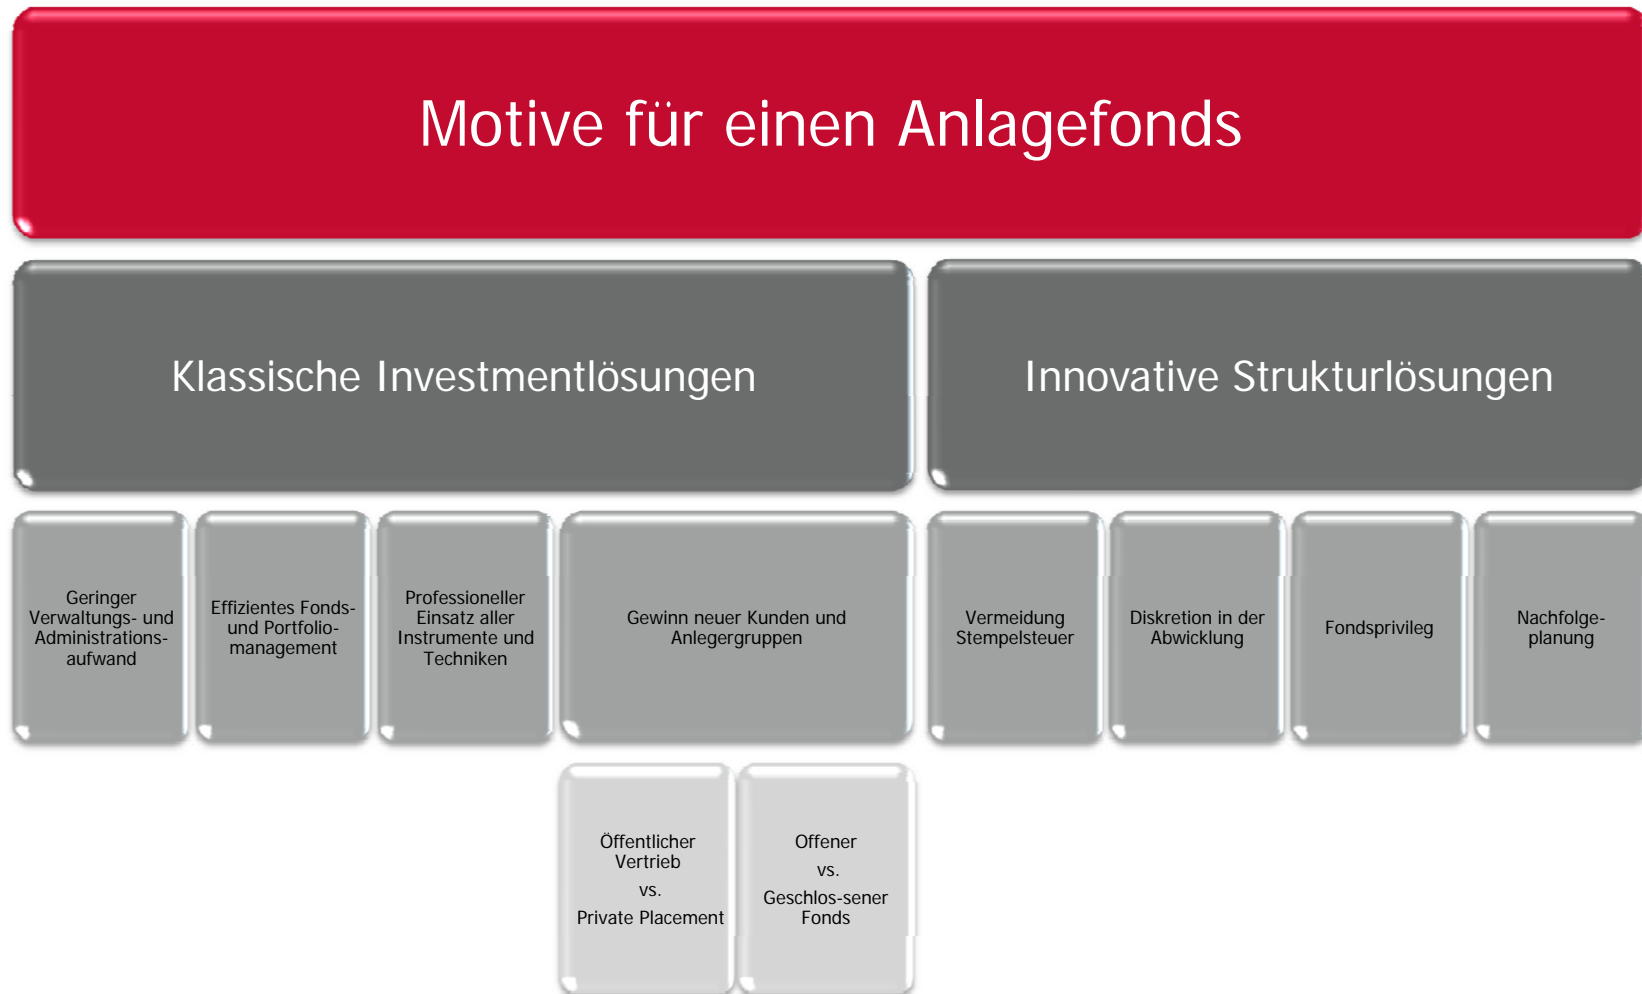 Motive für einen Anlagefonds
Klassische Investmentlösungen
Innovative Strukturlösungen
Geringer
Verwaltungs- und
Administrations-
aufwand
Effizientes Fonds-
und Portfolio-
management
Professioneller
Einsatz aller
Instrumente und
Techniken
Gewinn neuer Kunden und
Anlegergruppen
Vermeidung
Stempelsteuer
Diskretion in der
Abwicklung
Fondsprivileg
Nachfolge-
planung
Öffentlicher
Vertrieb
vs.
Private Placement
Offener
vs.
Geschlos-sener
Fonds